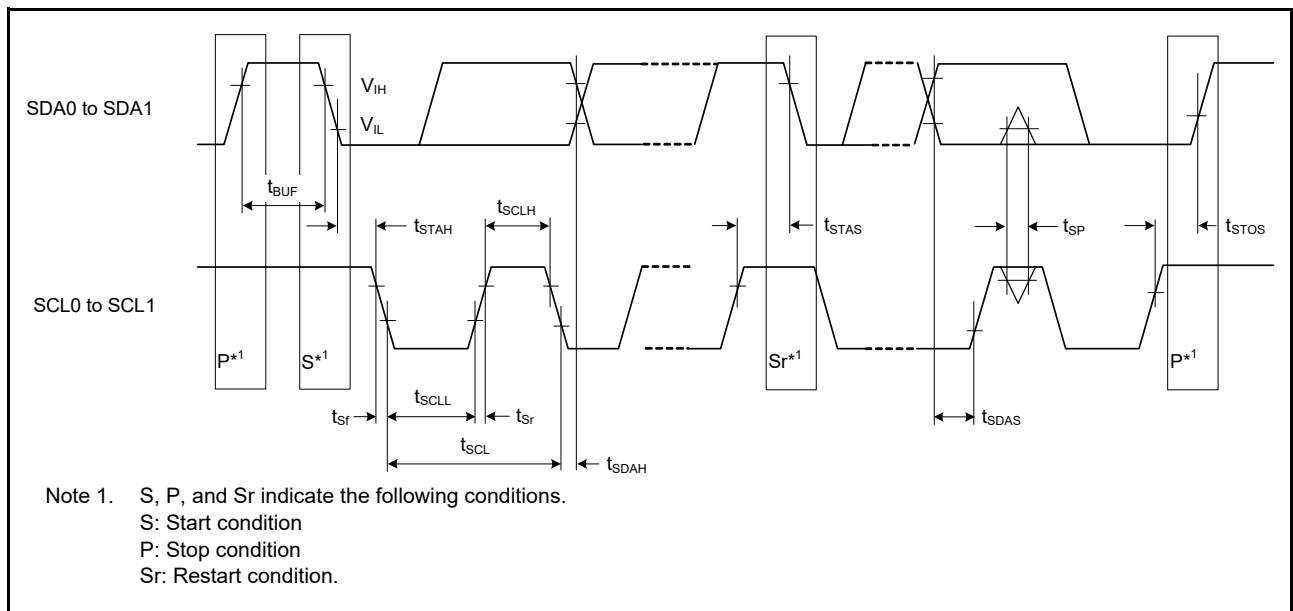 SDA0 to SDA1
VIH
VIL
tBUF
tSTAH
tSCLH
tSTAS
tSP
tSTOS
SCL0 to SCL1
P*1
S*1
Sr*1
P*1
tSf
tSCLL
tSr
tSDAS
tSCL
tSDAH
Note 1. S, P, and Sr indicate the following conditions.
S: Start condition
P: Stop condition
Sr: Restart condition.